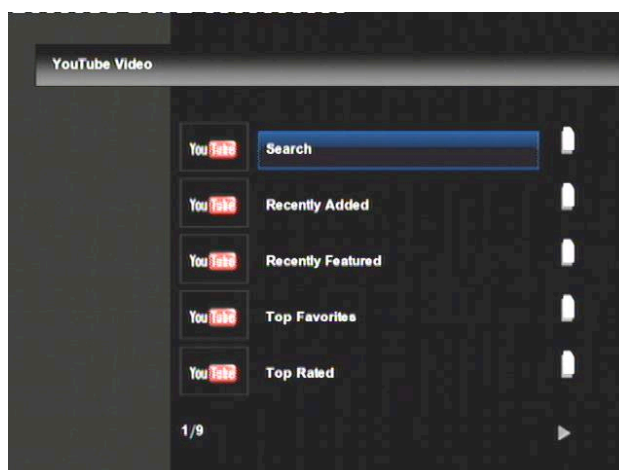 YouTube Video
YouTube Search
YouTube Recently Added
YouTube Recently Featured
YouTube Top Favorites
YouTube Top Rated
1/9